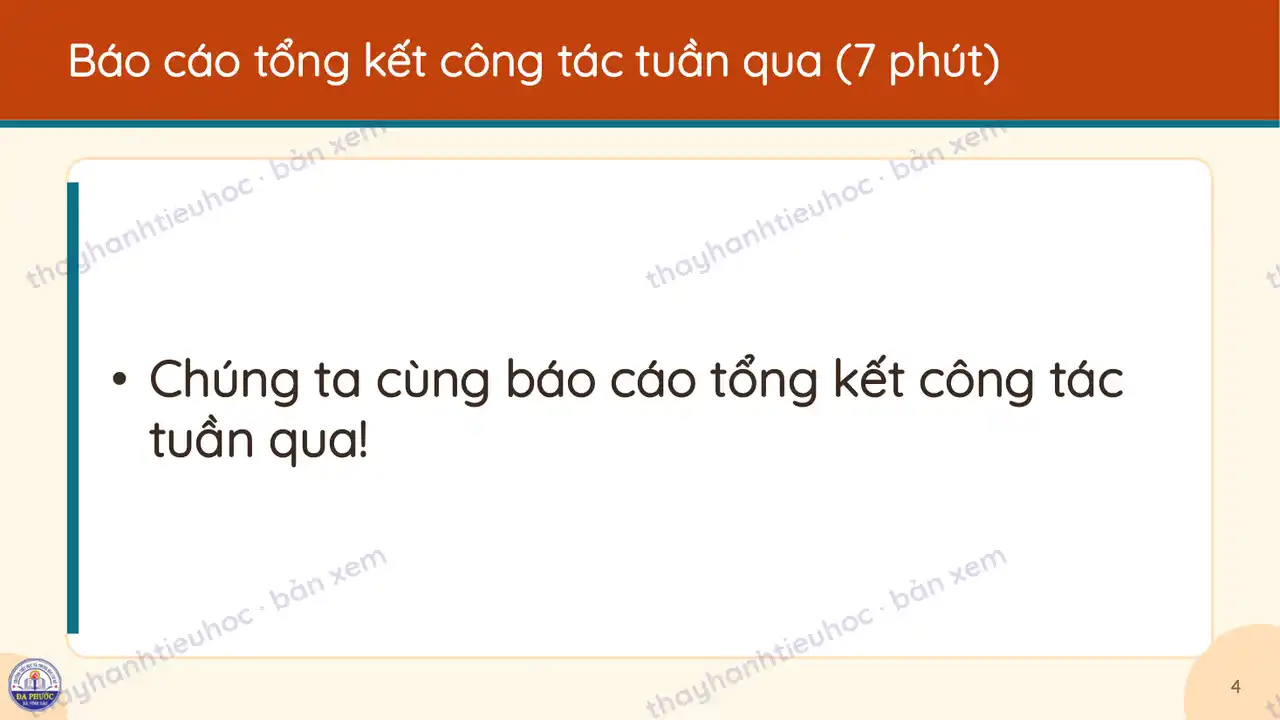 Báo cáo tổng kết công tác tuần qua (7 phút)
thayhanhtieuhoc · bản xem
thayhanhtieuhoc · bản xem
• Chúng ta cùng báo cáo tổng kết công tác
tuần qua!
thayhanhtieuhoc · bản xem
thayhanhtieuhoc · bản xem
ĐA PHƯỚC
4